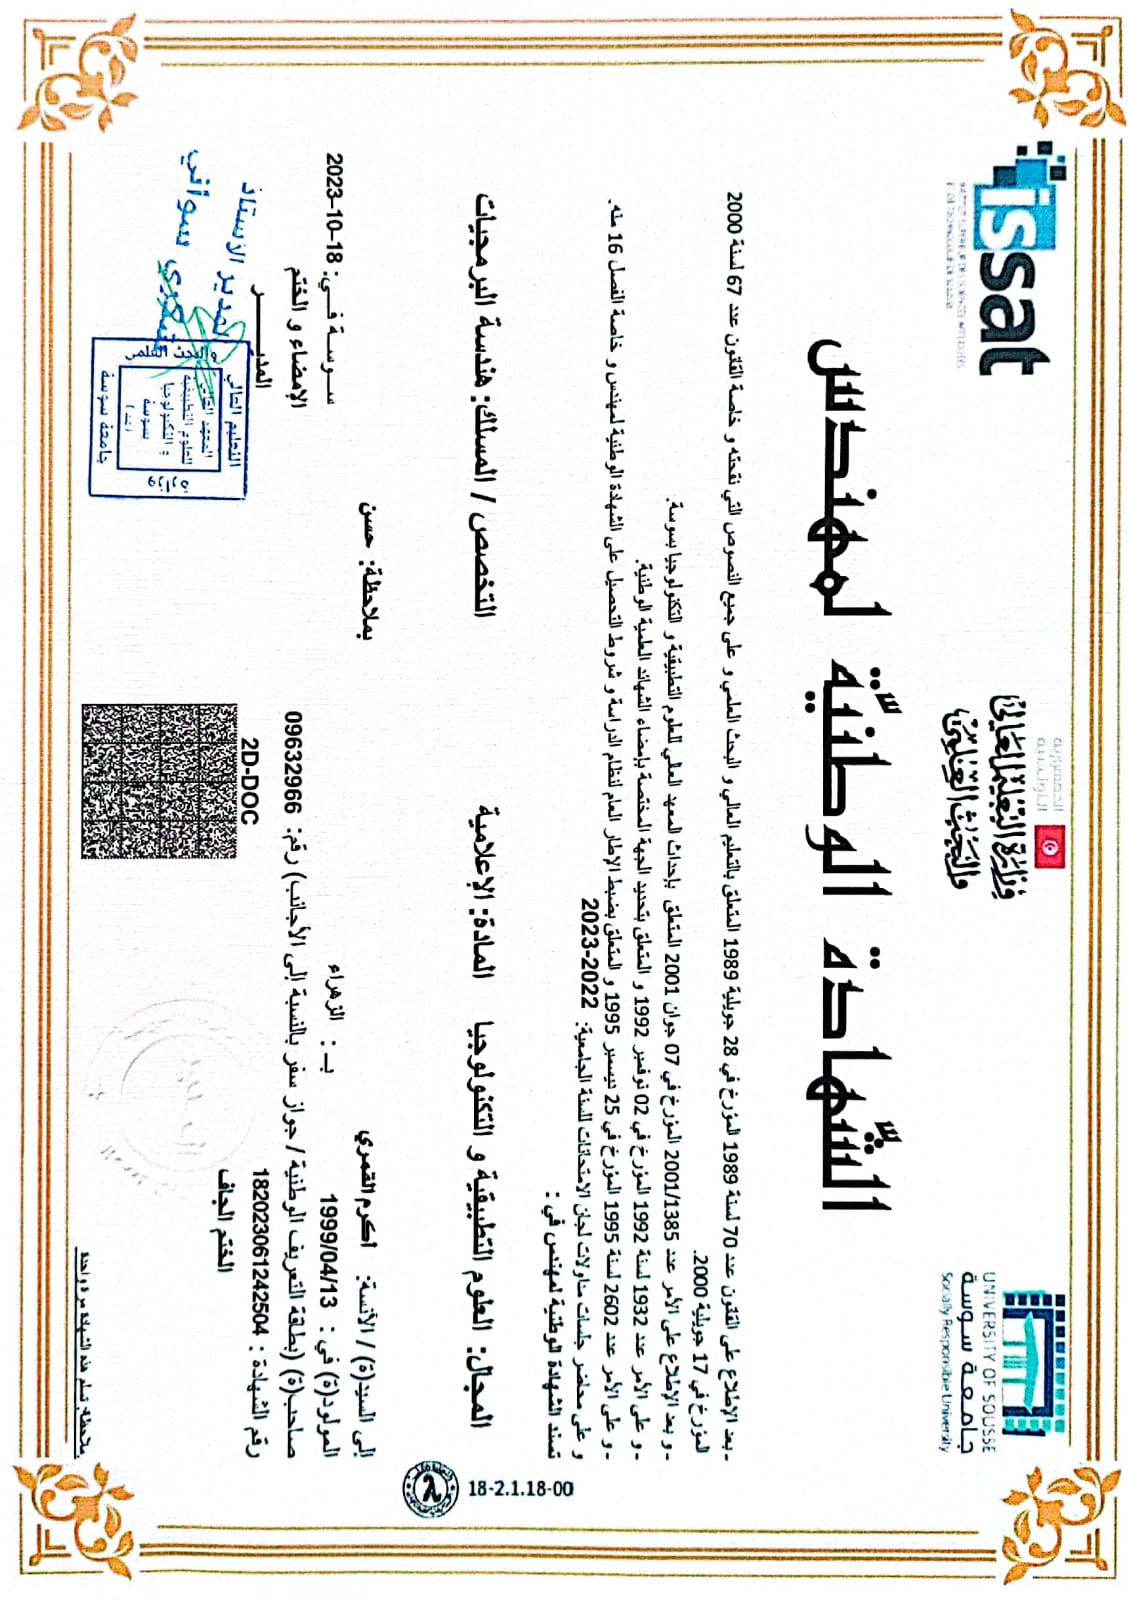 issat
INSTITUT SUPERIEUR DES SCIENCES APPLIQUEES
ET DE TECHNOLOGIE DE SOUSSE
الجمهورية
التونسية
وزارة التعليم العالي
والبحث العلمي
UNIVERSITY OF SOUSSE
جامعة سوسة
Socially Responsible University
الشّهادة الوطنيّة لمهندس
ـ بعد الإطلاع على القانون عدد 70 لسنة 1989 المؤرخ في 28 جويلية 1989 المتعلق بالتعليم العالي و البحث العلمي و على جميع النصوص التي نقحته و خاصة القانون عدد 67 لسنة 2000
المؤرخ في 17 جويلية 2000.
ـ و بعد الإطلاع على الأمر عدد 2001/1385 المؤرخ في 07 جوان 2001 المتعلق بإحداث المعهد العالي للعلوم التطبيقية و التكنولوجيا بسوسة.
ـ و على الأمر عدد 1932 لسنة 1992 المؤرخ في 02 نوفمبر 1992 و المتعلق بتحديد الجهة المختصة بإمضاء الشهائد العلمية الوطنية.
ـ و على الأمر عدد 2602 لسنة 1995 المؤرخ في 25 ديسمبر 1995 و المتعلق بضبط الإطار العام لنظام الدراسة و شروط التحصيل على الشهادة الوطنية لمهندس و خاصة الفصل 16 منه.
و على محاضر جلسات مداولات لجان الامتحانات للسنة الجامعية: 2022-2023
تسند الشهادة الوطنية لمهندس في :
18-2.1.18-00
المجال: العلوم التطبيقية و التكنولوجيا المادة: الإعلامية التخصص / المسلك: هندسة البرمجيات
إلى السيد(ة) / الأنسة: أكرم القمري بملاحظة: حسن
المولود(ة) في : 1999/04/13 بـ : الزهراء
سـوسـة فـي: 18-10-2023
صاحب(ة) (بطاقة التعريف الوطنية / جواز سفر بالنسبة إلى الأجانب) رقم: 09632966
الإمضاء و الختم
رقم الشهادة : 182023061242504
المديـــــر
2D-DOC
الختم الجاف
المدير الأستاذ
شكري سواني
التعليم العالي
وزارة
والبحث العلمي
المعهد العالي
للعلوم التطبيقية
و التكنولوجيا
بسوسة
جامعة سوسة
ملاحظة: تسلم هذه الشهادة مرة واحدة